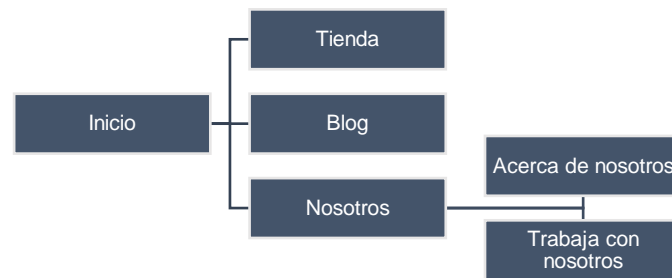 Tienda
Inicio
Blog
Nosotros
Acerca de nosotros
Trabaja con
nosotros